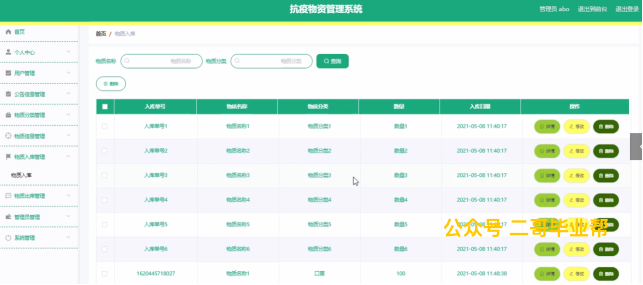 抗疫物资管理系统
管理员 abo 退出到前台 退出登录
首页
个人中心
用户管理
公告信息管理
物资分类管理
物资信息管理
物资入库管理
物资入库
物资出库管理
管理员管理
系统管理
首页 / 物资入库
物资名称 物资名称 物资分类 物资分类 查询
删除
入库单号 物资名称 物资分类 数量 入库日期 操作
入库单号1 物资名称1 物资分类1 数量1 2021-05-08 11:40:17 详情 修改 删除
入库单号2 物资名称2 物资分类2 数量2 2021-05-08 11:40:17 详情 修改 删除
入库单号3 物资名称3 物资分类3 数量3 2021-05-08 11:40:17 详情 修改 删除
入库单号4 物资名称4 物资分类4 数量4 2021-05-08 11:40:17 详情 修改 删除
入库单号5 物资名称5 物资分类5 数量5 2021-05-08 11:40:17 详情 修改 删除
公众号 二哥毕业帮
入库单号6 物资名称6 物资分类6 数量6 2021-05-08 11:40:17 详情 修改 删除
1620445718027 物资名称1 口罩 100 2021-05-08 11:48:38 详情 修改 删除